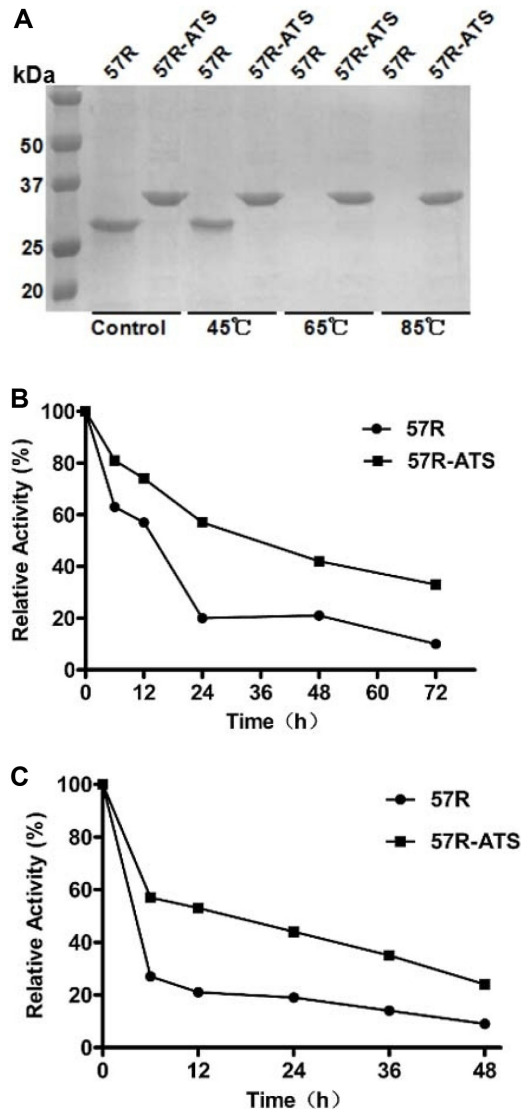 A
kDa
57R
57R-ATS
57R
57R-ATS
57R
57R-ATS
57R
57R-ATS
50
37
25
20
Control
45℃
65℃
85℃
B
Relative Activity (%)
100
80
60
40
20
0
57R
57R-ATS
0 12 24 36 48 60 72
Time（h）
C
Relative Activity (%)
100
80
60
40
20
0
57R
57R-ATS
0 12 24 36 48
Time（h）